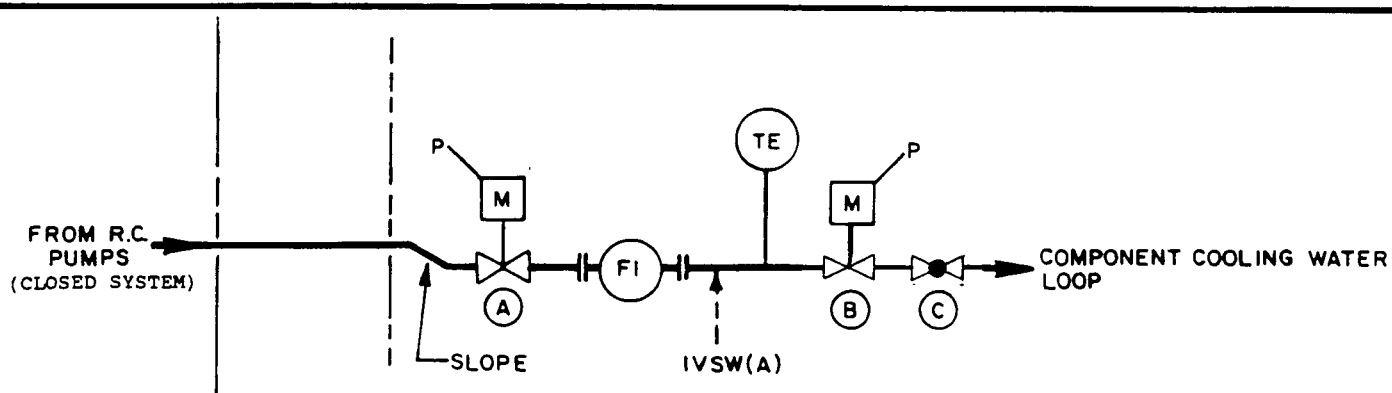 FROM R.C.
PUMPS
(CLOSED SYSTEM)
SLOPE
P
M
A
FI
IVSW(A)
TE
P
M
B
C
COMPONENT COOLING WATER
LOOP